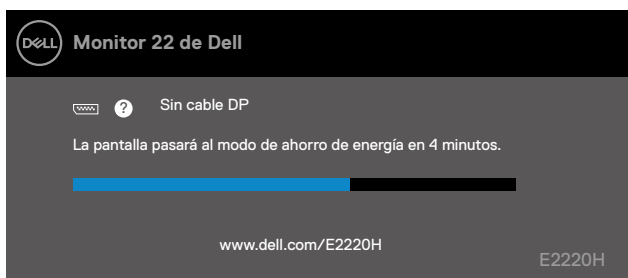 DELL
Monitor 22 de Dell
? Sin cable DP
La pantalla pasará al modo de ahorro de energía en 4 minutos.
www.dell.com/E2220H
E2220H